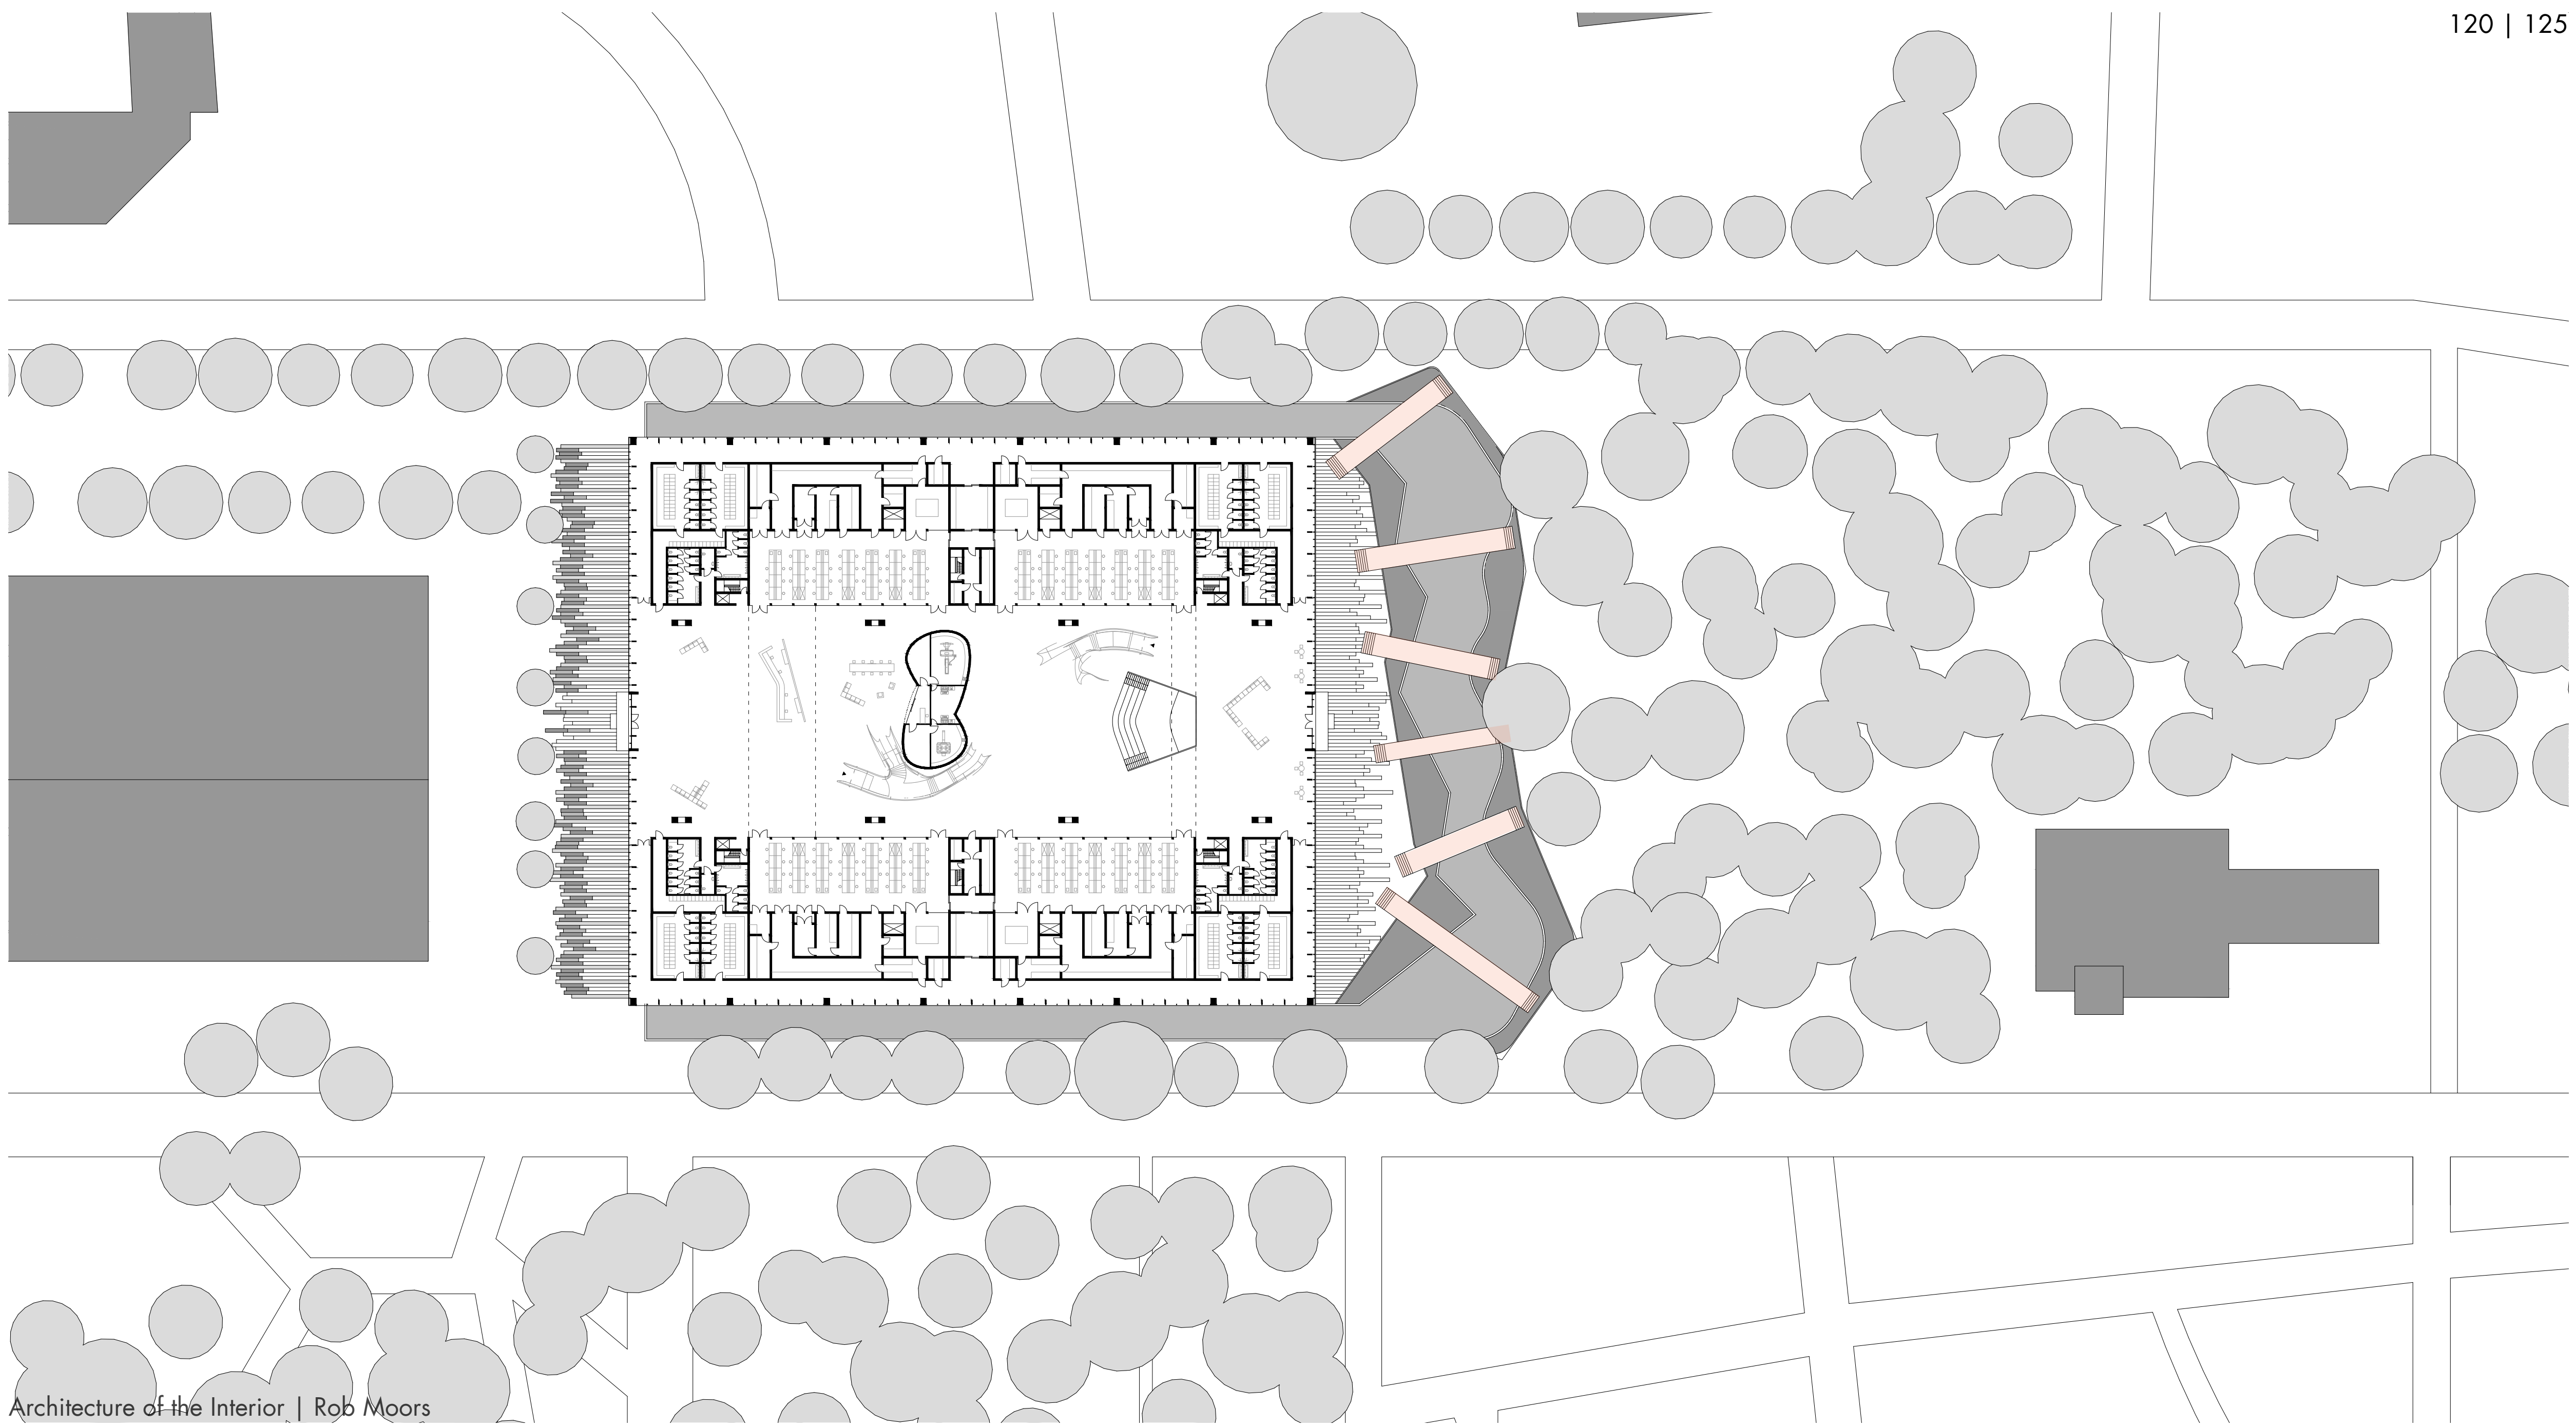 120 | 125
Architecture of the Interior | Rob Moors